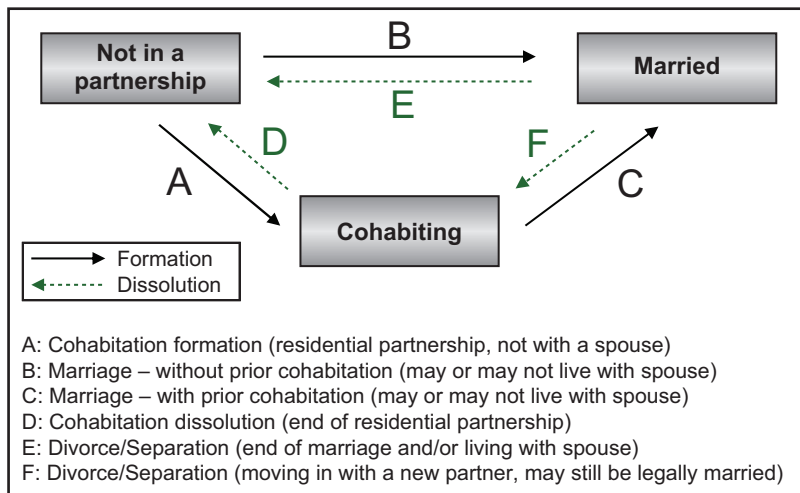 B
Not in a
partnership
Married
E
D
F
A
C
Cohabiting
Formation
Dissolution
A: Cohabitation formation (residential partnership, not with a spouse)
B: Marriage – without prior cohabitation (may or may not live with spouse)
C: Marriage – with prior cohabitation (may or may not live with spouse)
D: Cohabitation dissolution (end of residential partnership)
E: Divorce/Separation (end of marriage and/or living with spouse)
F: Divorce/Separation (moving in with a new partner, may still be legally married)